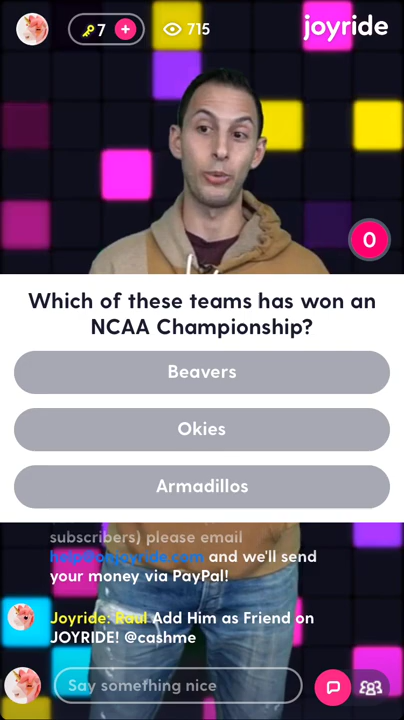 7 +
715
joyride
0
Which of these teams has won an
NCAA Championship?
Beavers
Okies
Armadillos
subscribers) please email
help@onjoyride.com and we'll send
your money via PayPal!
Joyride: Raul Add Him as Friend on
JOYRIDE! @cashme
Say something nice